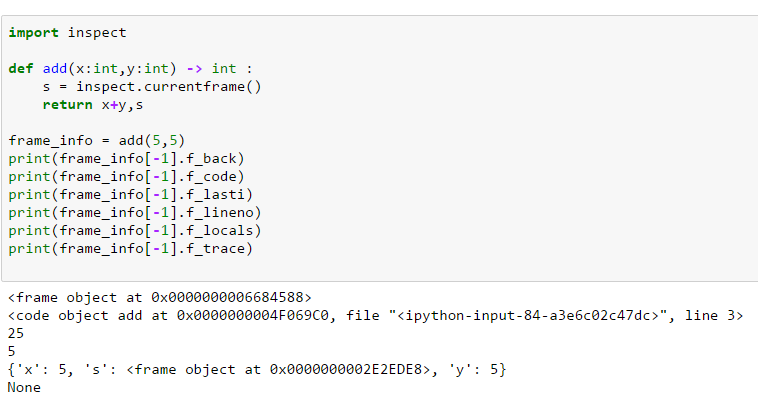 import inspect
def add(x:int,y:int) -> int :
    s = inspect.currentframe()
    return x+y,s
frame_info = add(5,5)
print(frame_info[-1].f_back)
print(frame_info[-1].f_code)
print(frame_info[-1].f_lasti)
print(frame_info[-1].f_lineno)
print(frame_info[-1].f_locals)
print(frame_info[-1].f_trace)
<frame object at 0x0000000006684588>
<code object add at 0x0000000004F069C0, file "<ipython-input-84-a3e6c02c47dc>", line 3>
25
5
{'x': 5, 's': <frame object at 0x0000000002E2EDE8>, 'y': 5}
None